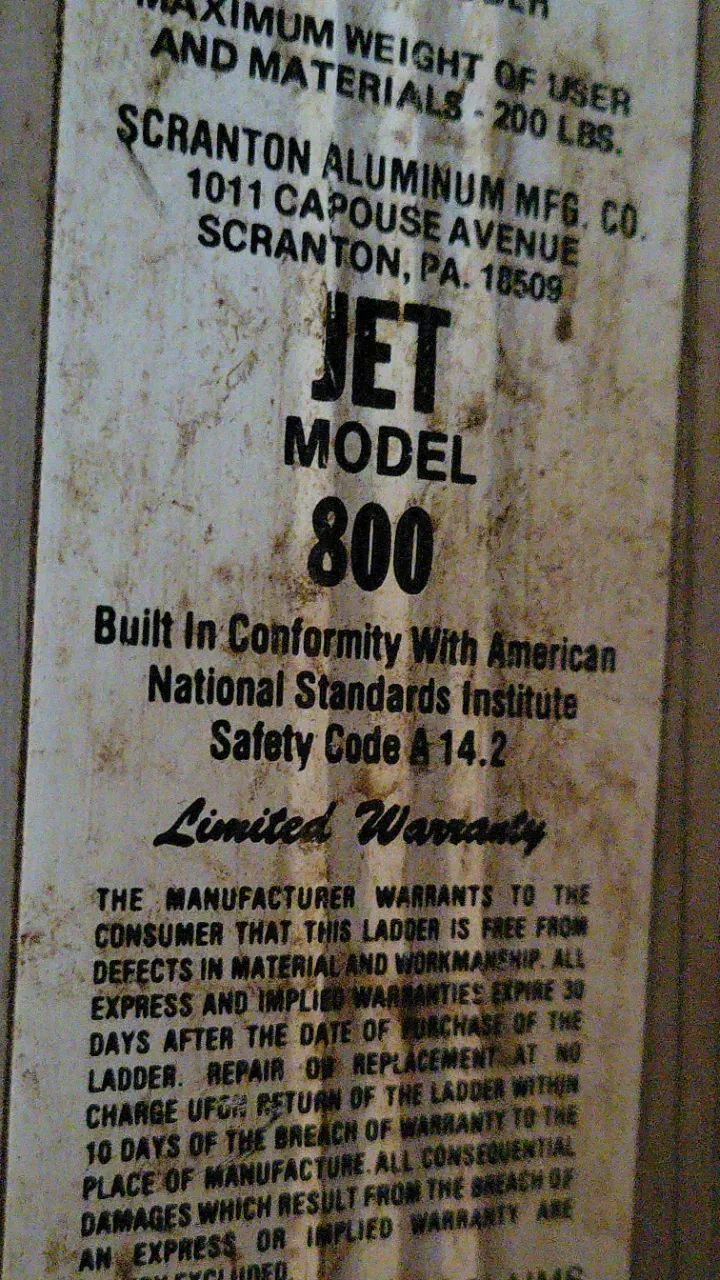 MAXIMUM WEIGHT OF USER
AND MATERIALS - 200 LBS.
SCRANTON ALUMINUM MFG. CO.
1011 CAPOUSE AVENUE
SCRANTON, PA. 18509
JET
MODEL
800
Built In Conformity With American
National Standards Institute
Safety Code A 14.2
Limited Warranty
THE MANUFACTURER WARRANTS TO THE
CONSUMER THAT THIS LADDER IS FREE FROM
DEFECTS IN MATERIAL AND WORKMANSHIP. ALL
EXPRESS AND IMPLIED WARRANTIES EXPIRE 30
DAYS AFTER THE DATE OF PURCHASE OF THE
LADDER. REPAIR OR REPLACEMENT AT NO
CHARGE UPON RETURN OF THE LADDER WITHIN
10 DAYS OF THE BREACH OF WARRANTY TO THE
PLACE OF MANUFACTURE. ALL CONSEQUENTIAL
DAMAGES WHICH RESULT FROM THE BREACH OF
AN EXPRESS OR IMPLIED WARRANTY ARE
EXCLUDED.